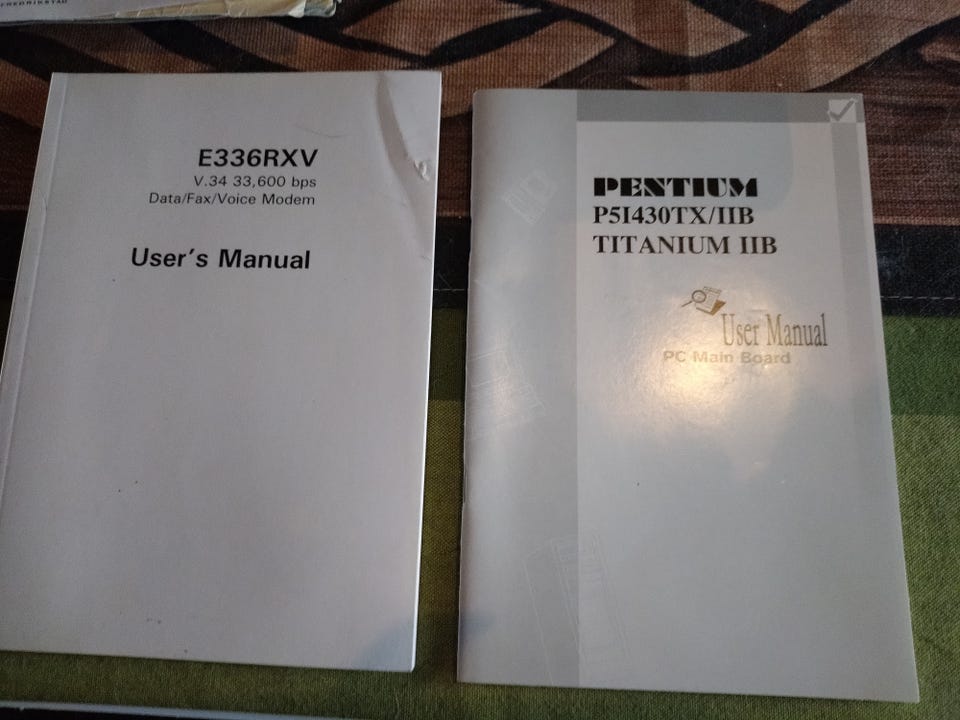 FREDRIKSTAD
E336RXV
V.34 33,600 bps
Data/Fax/Voice Modem
User's Manual
PENTIUM
P5I430TX/IIB
TITANIUM IIB
User Manual
PC Main Board